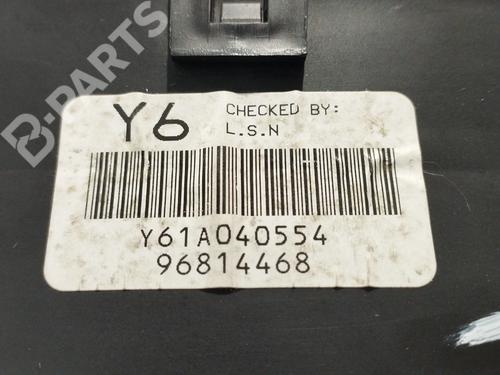 B-PARTS
Y6
CHECKED BY:
L.S.N
Y61A040554
96814468